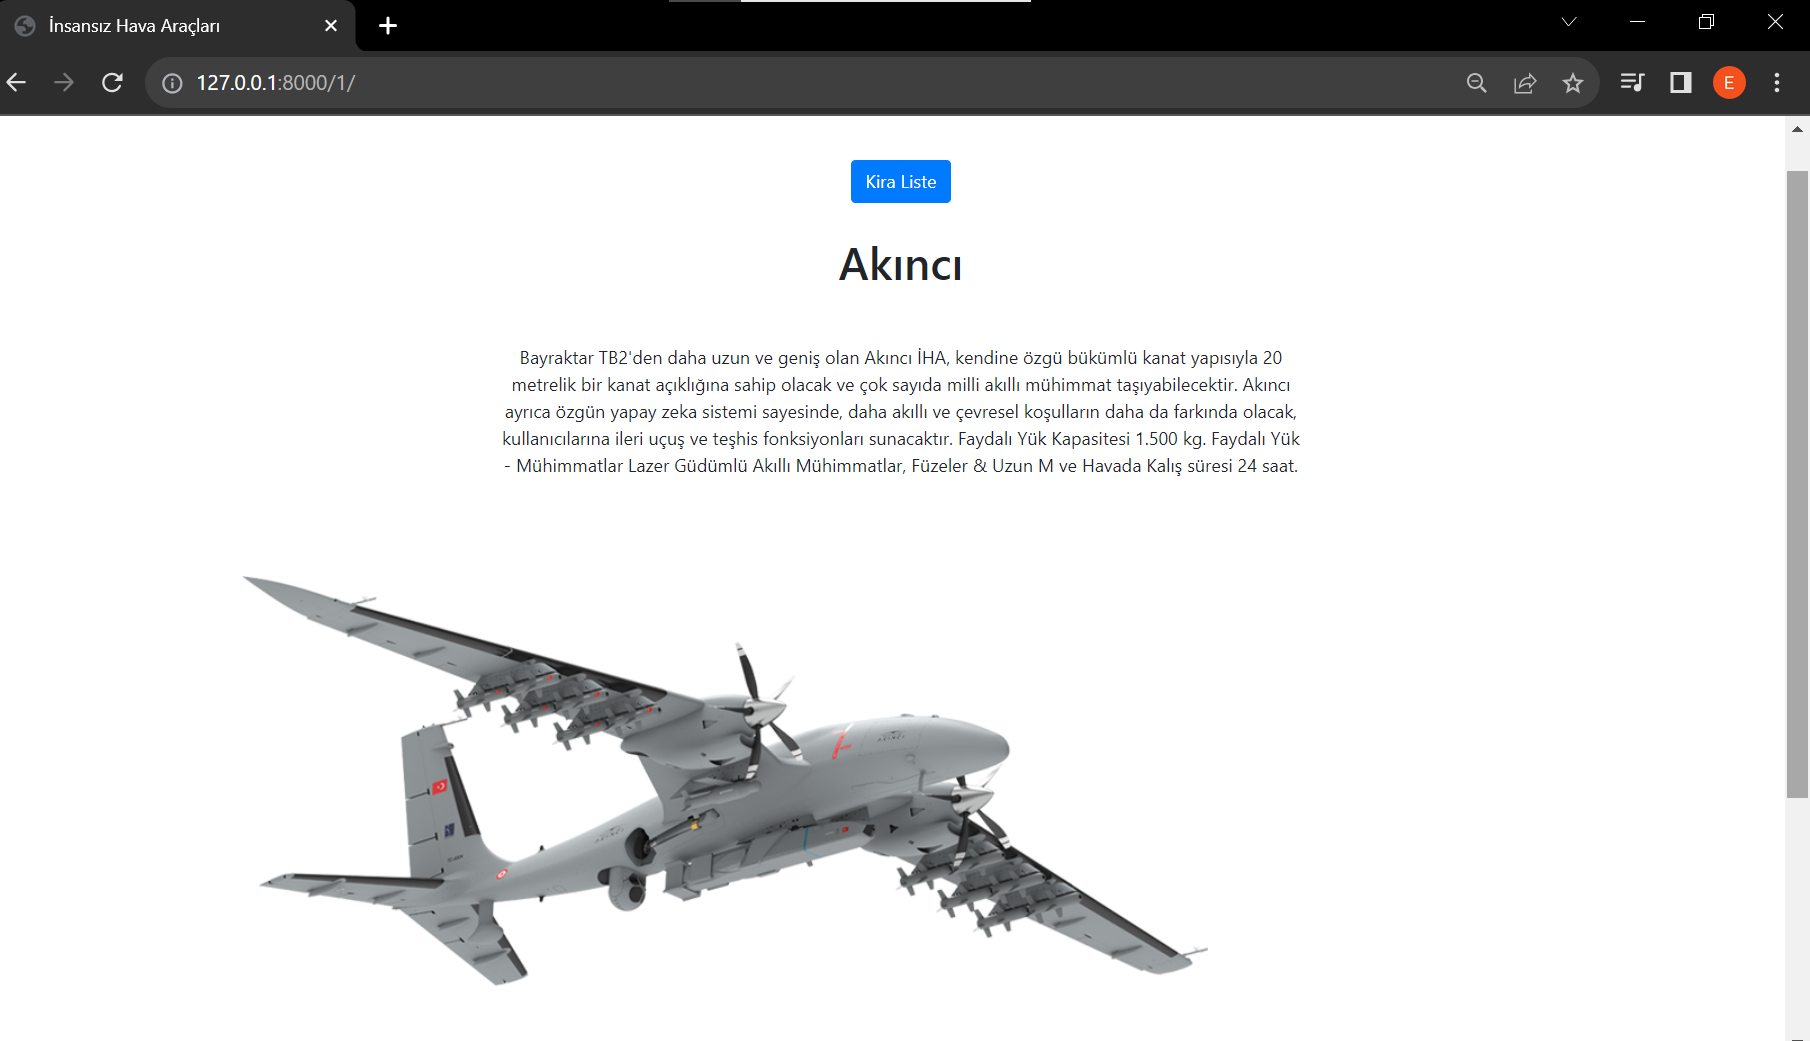 İnsansız Hava Araçları
127.0.0.1:8000/1/
E
Kira Liste
Akıncı
Bayraktar TB2'den daha uzun ve geniş olan Akıncı İHA, kendine özgü bükümlü kanat yapısıyla 20
metrelik bir kanat açıklığına sahip olacak ve çok sayıda milli akıllı mühimmat taşıyabilecektir. Akıncı
ayrıca özgün yapay zeka sistemi sayesinde, daha akıllı ve çevresel koşulların daha da farkında olacak,
kullanıcılarına ileri uçuş ve teşhis fonksiyonları sunacaktır. Faydalı Yük Kapasitesi 1.500 kg. Faydalı Yük
- Mühimmatlar Lazer Güdümlü Akıllı Mühimmatlar, Füzeler & Uzun M ve Havada Kalış süresi 24 saat.